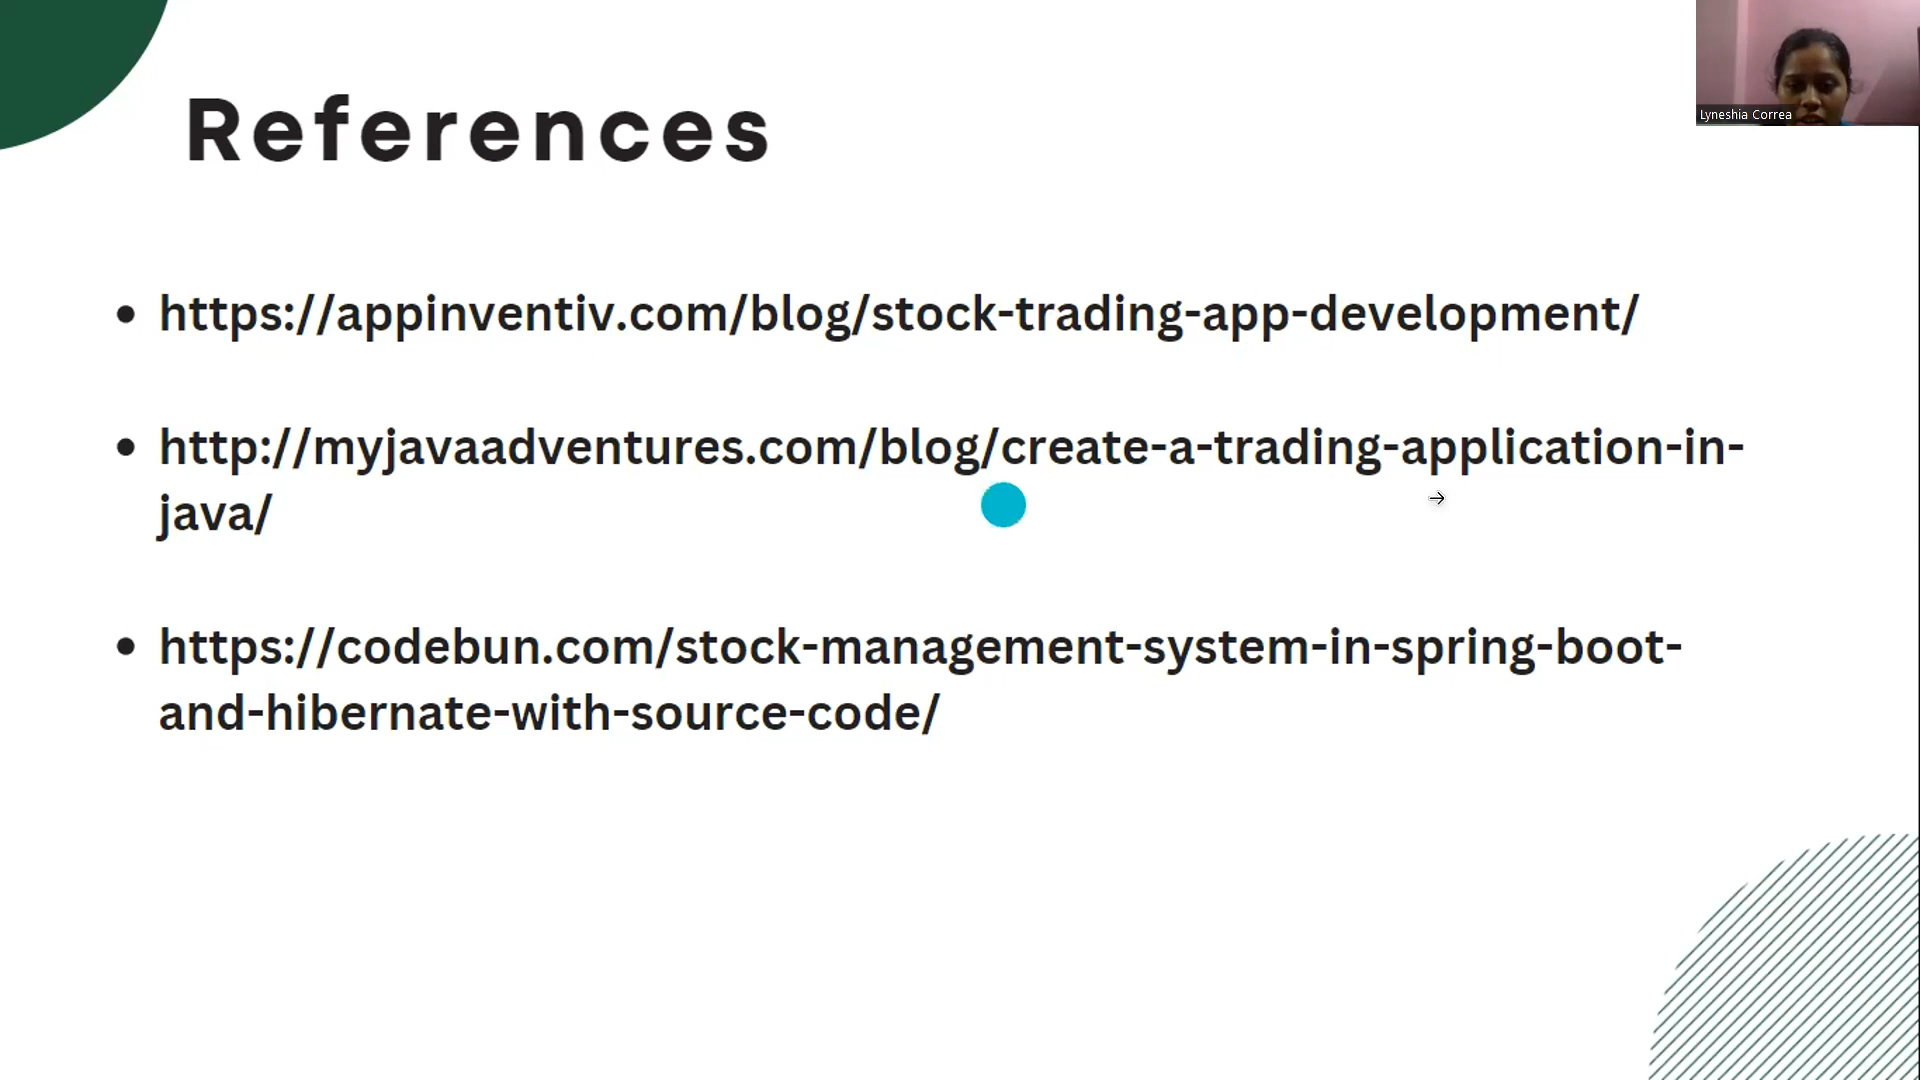 References
Lyneshia Correa
• https://appinventiv.com/blog/stock-trading-app-development/
• http://myjavaadventures.com/blog/create-a-trading-application-in-
java/
• https://codebun.com/stock-management-system-in-spring-boot-
and-hibernate-with-source-code/